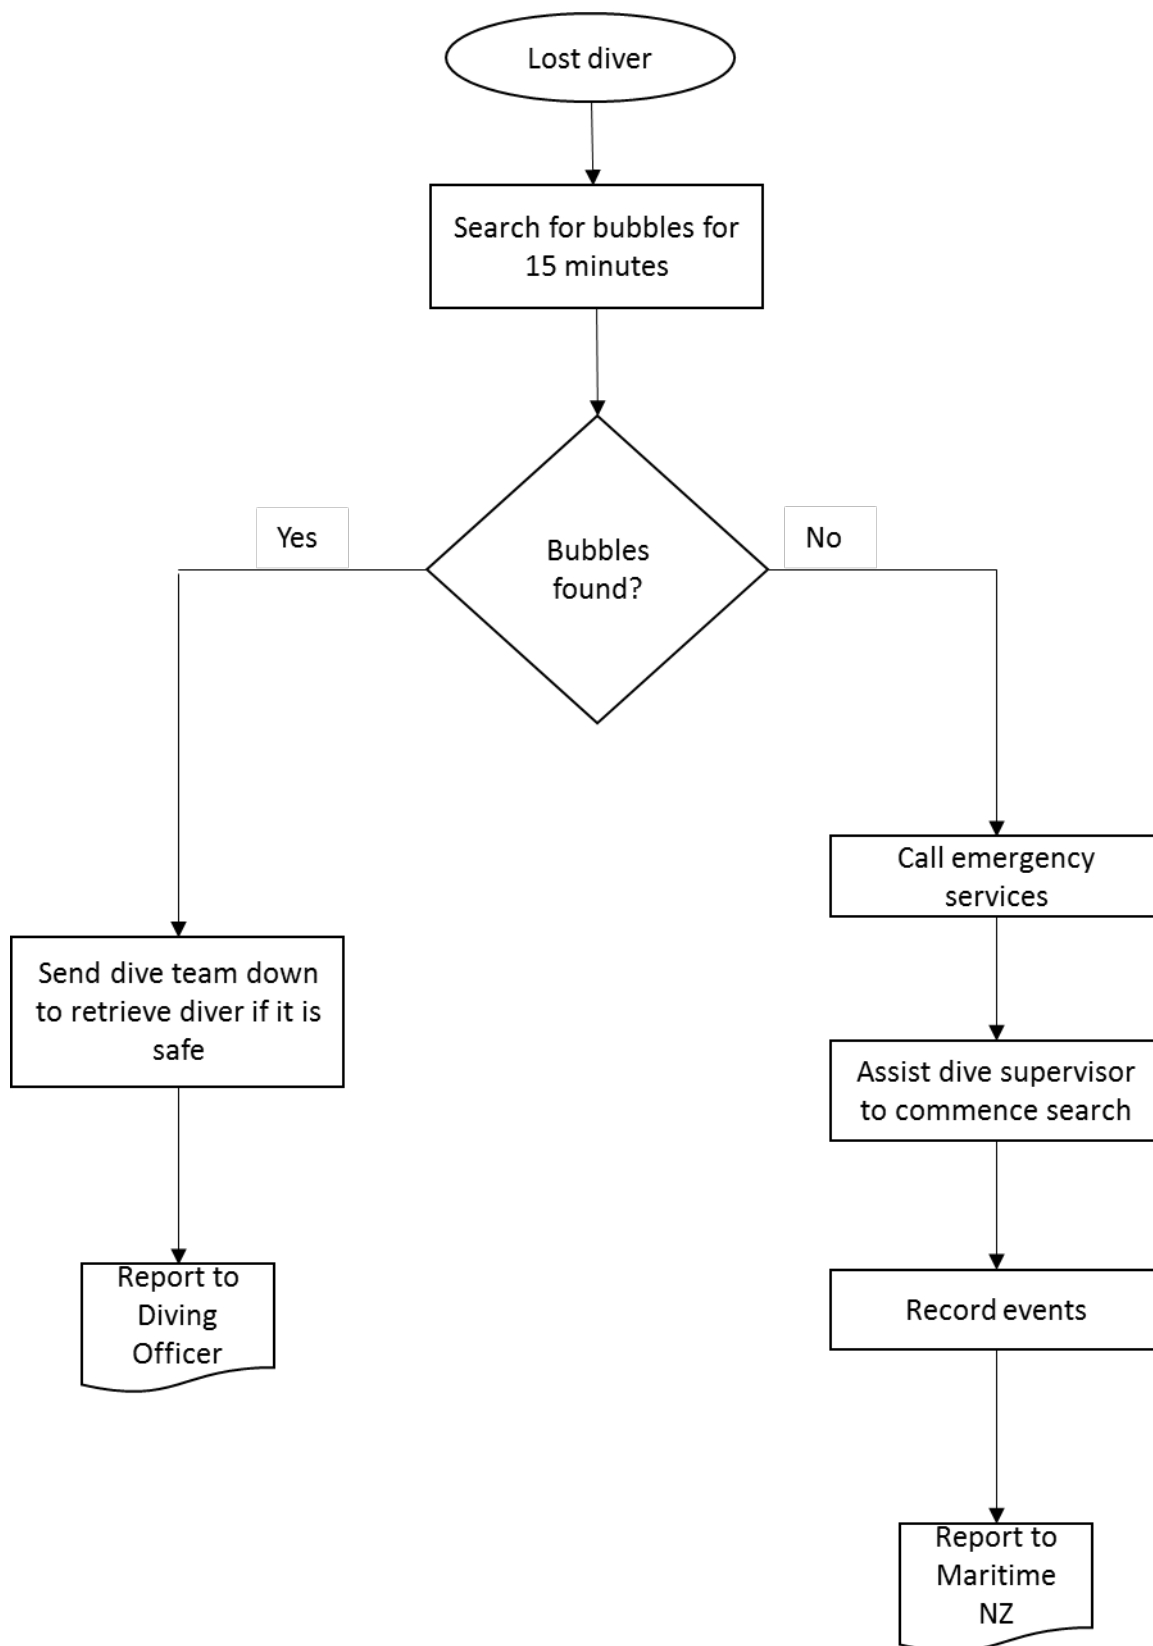 Lost diver
Search for bubbles for
15 minutes
Yes
No
Bubbles
found?
Call emergency
services
Send dive team down
to retrieve diver if it is
safe
Assist dive supervisor
to commence search
Report to
Diving
Officer
Record events
Report to
Maritime
NZ